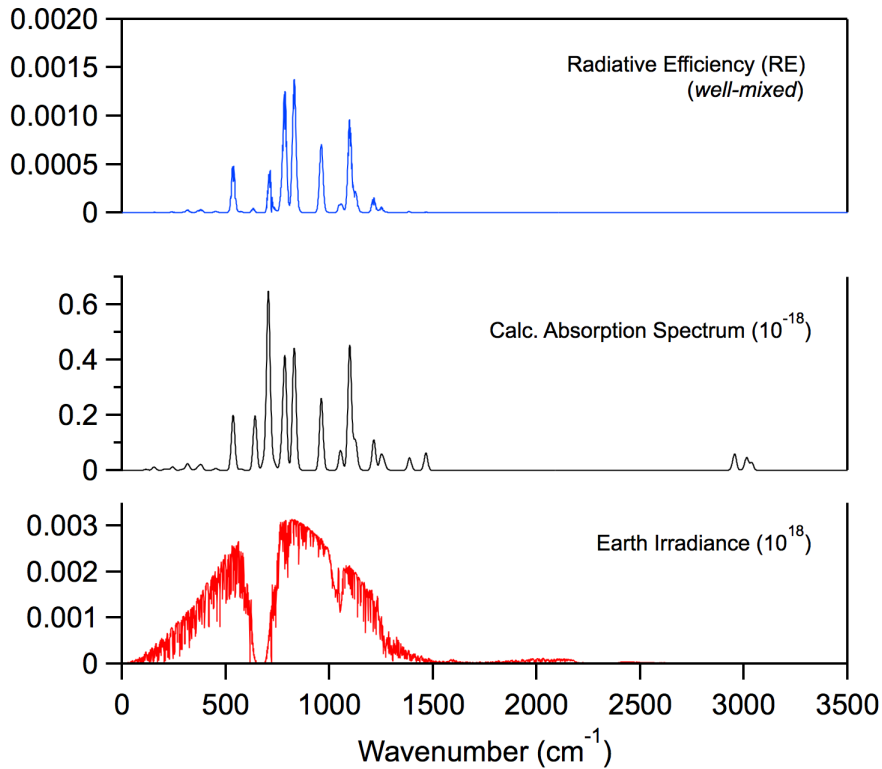 0.0020
0.0015
0.0010
0.0005
0
Radiative Efficiency (RE)
(well-mixed)
0.6
0.4
0.2
0
Calc. Absorption Spectrum (10⁻¹⁸)
0.003
0.002
0.001
0
Earth Irradiance (10¹⁸)
0 500 1000 1500 2000 2500 3000 3500
Wavenumber (cm⁻¹)